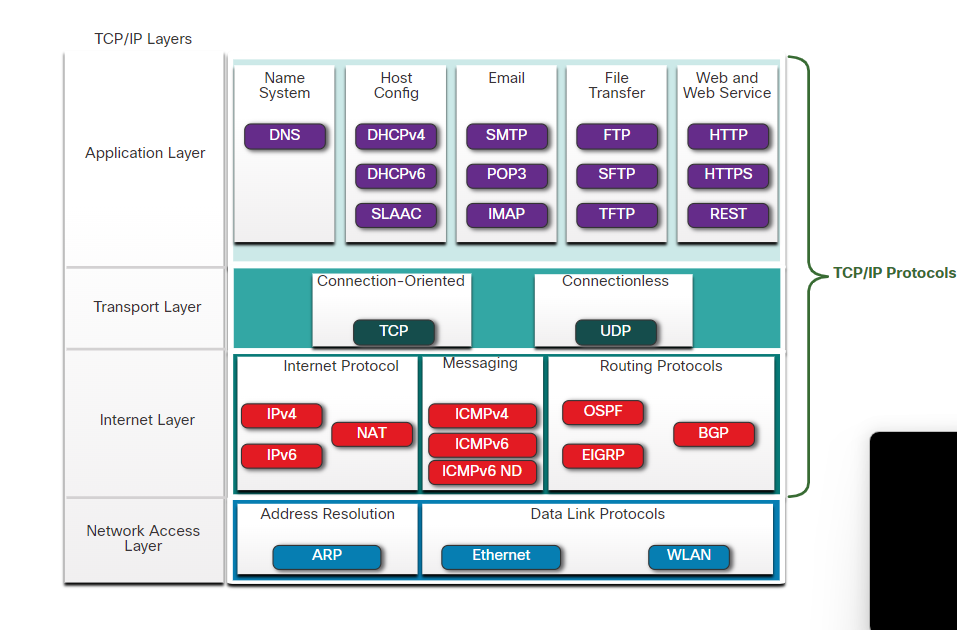 TCP/IP Layers
Application Layer
Name
System
DNS
Host
Config
DHCPv4
DHCPv6
SLAAC
Email
SMTP
POP3
IMAP
File
Transfer
FTP
SFTP
TFTP
Web and
Web Service
HTTP
HTTPS
REST
TCP/IP Protocols
Transport Layer
Connection-Oriented
TCP
Connectionless
UDP
Internet Layer
Internet Protocol
IPv4
IPv6
NAT
Messaging
ICMPv4
ICMPv6
ICMPv6 ND
Routing Protocols
OSPF
EIGRP
BGP
Network Access
Layer
Address Resolution
ARP
Data Link Protocols
Ethernet
WLAN